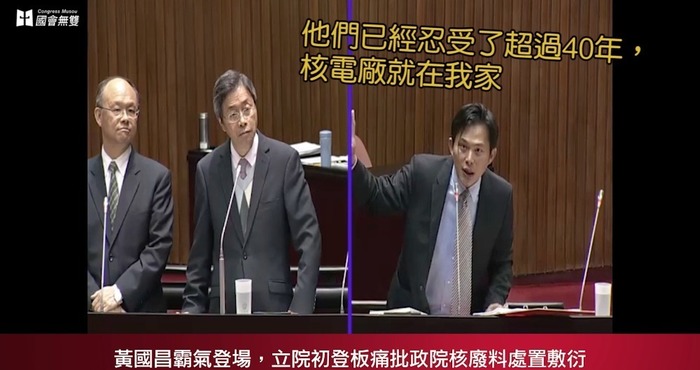 Congress Musou
國會無雙
他們已經忍受了超過40年，
核電廠就在我家
黃國昌霸氣登場，立院初登板痛批政院核廢料處置敷衍